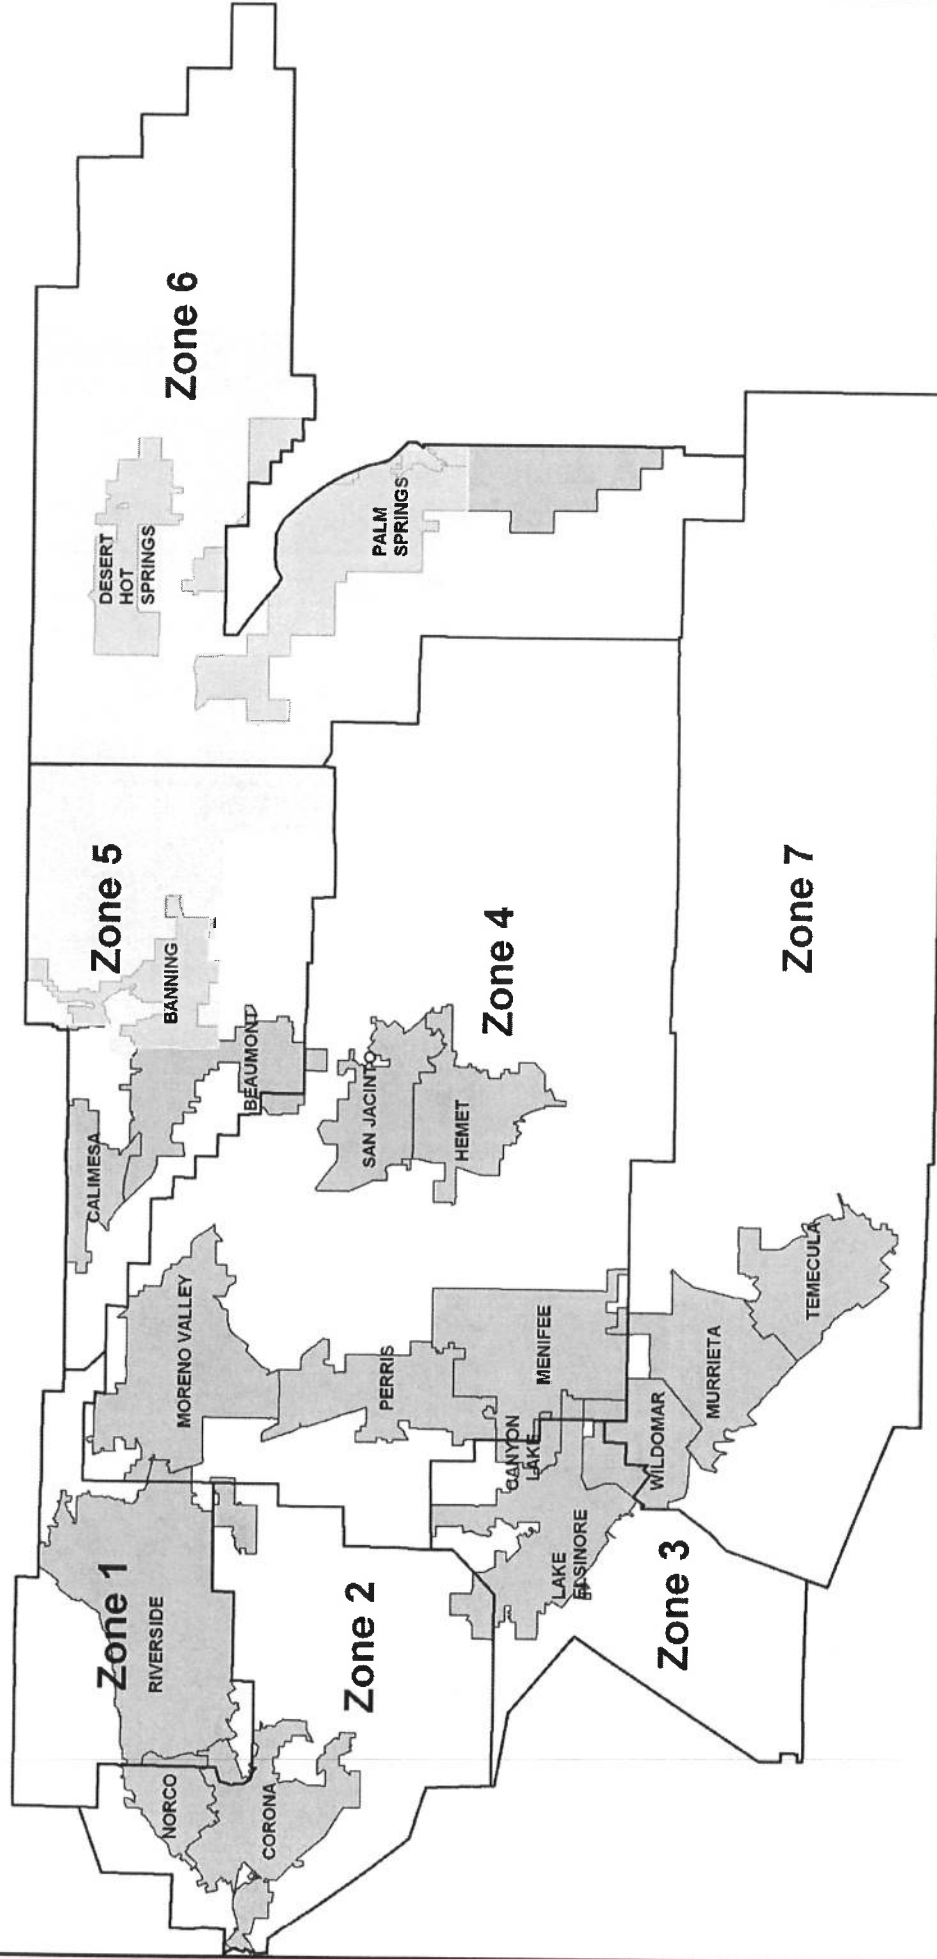 CALIMESA
DESERT
HOT
SPRINGS
Zone 5
Zone 1
RIVERSIDE
NORCO
BANNING
Zone 6
MORENO VALLEY
BEAUMONT
CORONA
Zone 2
SAN JACINTO
PERRIS
PALM
SPRINGS
HEMET
Zone 4
CANYON
LAKE
MENIFEE
LAKE
ELSINORE
WILDOMAR
Zone 3
MURRIETA
Zone 7
TEMECULA